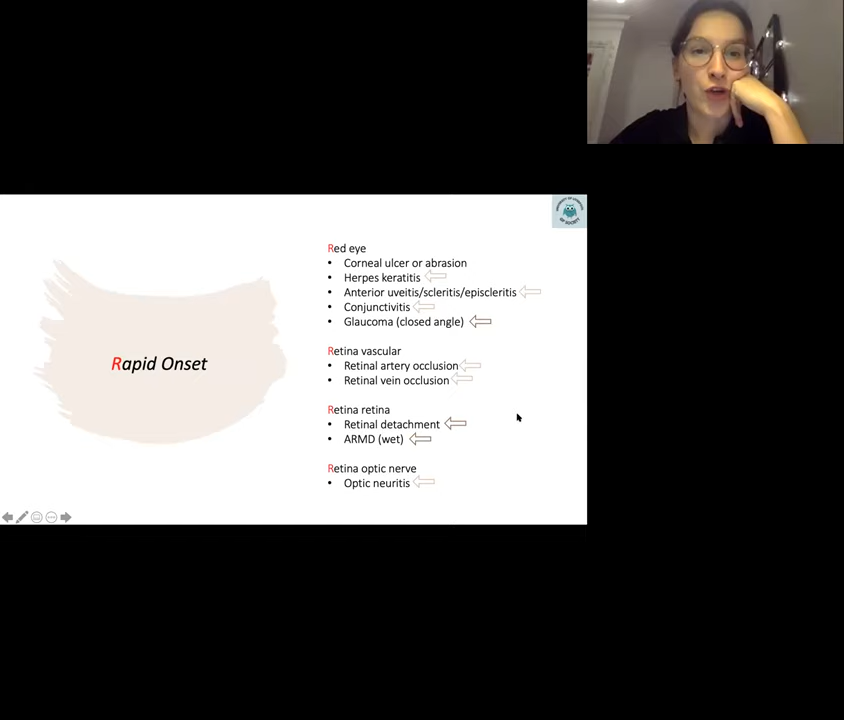 Rapid Onset
Red eye
• Corneal ulcer or abrasion
• Herpes keratitis
• Anterior uveitis/scleritis/episcleritis
• Conjunctivitis
• Glaucoma (closed angle)
Retina vascular
• Retinal artery occlusion
• Retinal vein occlusion
Retina retina
• Retinal detachment
• ARMD (wet)
Retina optic nerve
• Optic neuritis